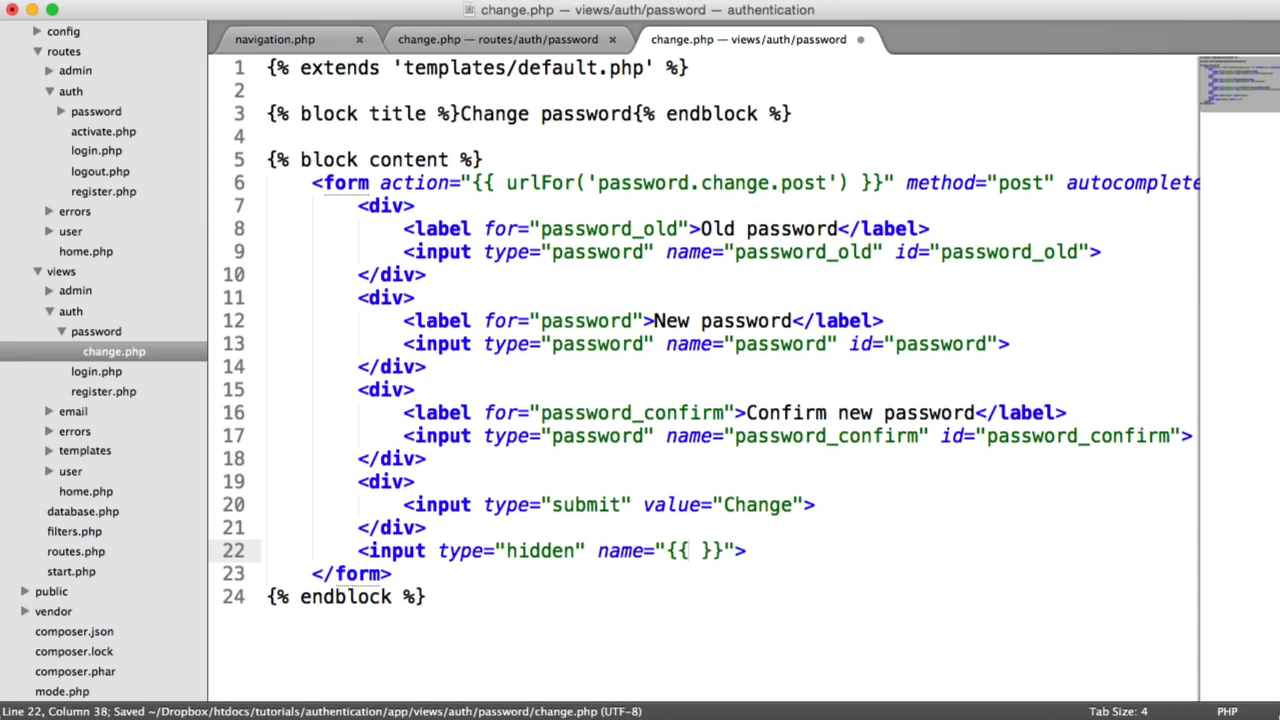 change.php — views/auth/password — authentication
navigation.php × change.php — routes/auth/password × change.php — views/auth/password
config
routes
admin
auth
password
activate.php
login.php
logout.php
register.php
errors
user
home.php
views
admin
auth
password
change.php
login.php
register.php
email
errors
templates
user
home.php
database.php
filters.php
routes.php
start.php
public
vendor
composer.json
composer.lock
composer.phar
mode.php
1 {% extends 'templates/default.php' %}
2
3 {% block title %}Change password{% endblock %}
4
5 {% block content %}
6 <form action="{{ urlFor('password.change.post') }}" method="post" autocomplete
7 <div>
8 <label for="password_old">Old password</label>
9 <input type="password" name="password_old" id="password_old">
10 </div>
11 <div>
12 <label for="password">New password</label>
13 <input type="password" name="password" id="password">
14 </div>
15 <div>
16 <label for="password_confirm">Confirm new password</label>
17 <input type="password" name="password_confirm" id="password_confirm">
18 </div>
19 <div>
20 <input type="submit" value="Change">
21 </div>
22 <input type="hidden" name="{{ }}">
23 </form>
24 {% endblock %}
Line 22, Column 38; Saved ~/Dropbox/htdocs/tutorials/authentication/app/views/auth/password/change.php (UTF-8) Tab Size: 4 PHP